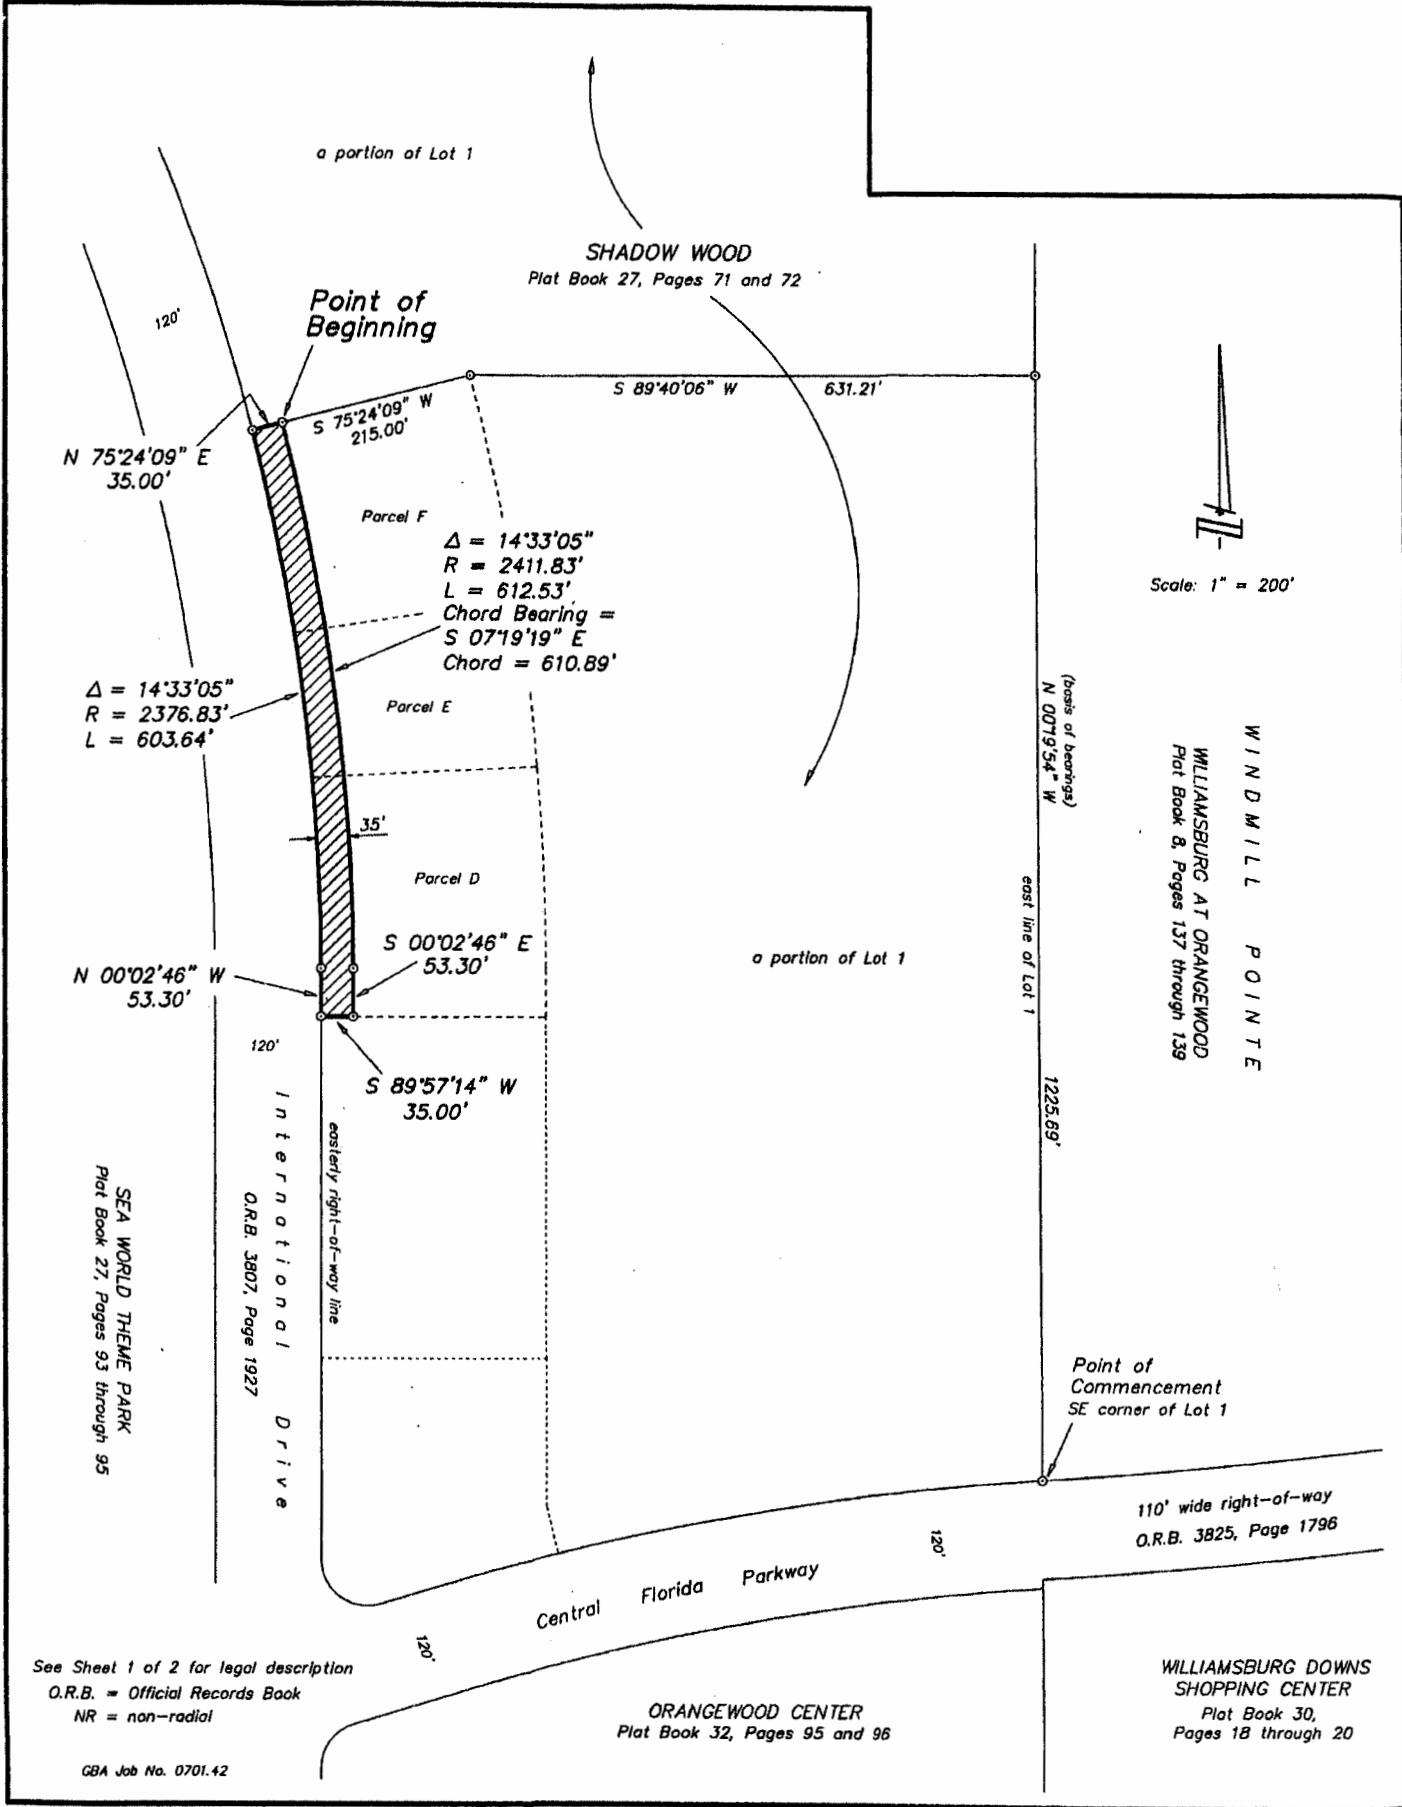 a portion of Lot 1
SHADOW WOOD
Plat Book 27, Pages 71 and 72
120'
Point of
Beginning
S 89°40'06" W 631.21'
S 75°24'09" W
215.00'
N 75°24'09" E
35.00'
Parcel F
Δ = 14°33'05"
R = 2411.83'
L = 612.53'
Chord Bearing =
S 07°19'19" E
Chord = 610.89'
Scale: 1" = 200'
Δ = 14°33'05"
R = 2376.83'
L = 603.64'
Parcel E
(basis of bearings)
N 00°19'54" W
WINDMILL POINTE
WILLIAMSBURG AT ORANGEWOOD
Plat Book 8, Pages 137 through 139
35'
Parcel D
east line of Lot 1
S 00°02'46" E
53.30'
a portion of Lot 1
N 00°02'46" W
53.30'
120'
S 89°57'14" W
35.00'
1225.69'
International Drive
O.R.B. 3807, Page 1927
easterly right-of-way line
SEA WORLD THEME PARK
Plat Book 27, Pages 93 through 95
Point of
Commencement
SE corner of Lot 1
110' wide right-of-way
O.R.B. 3825, Page 1796
120'
Central Florida Parkway
120'
See Sheet 1 of 2 for legal description
O.R.B. = Official Records Book
NR = non-radial
GBA Job No. 0701.42
ORANGEWOOD CENTER
Plat Book 32, Pages 95 and 96
WILLIAMSBURG DOWNS
SHOPPING CENTER
Plat Book 30,
Pages 18 through 20